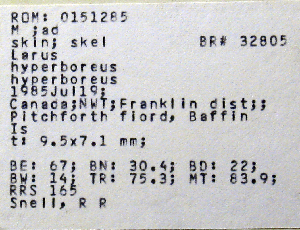 ROM: 0151285
M ;ad
skin; skel BR# 32805
Larus
hyperboreus
hyperboreus
1985Jul19;
Canada;NWT;Franklin dist;;
Pitchforth fiord, Baffin
Is
t: 9.5x7.1 mm;
BE: 67; BN: 30.4; BD: 22;
BW: 14; TR: 75.3; MT: 83.9;
RRS 165
Snell, R R